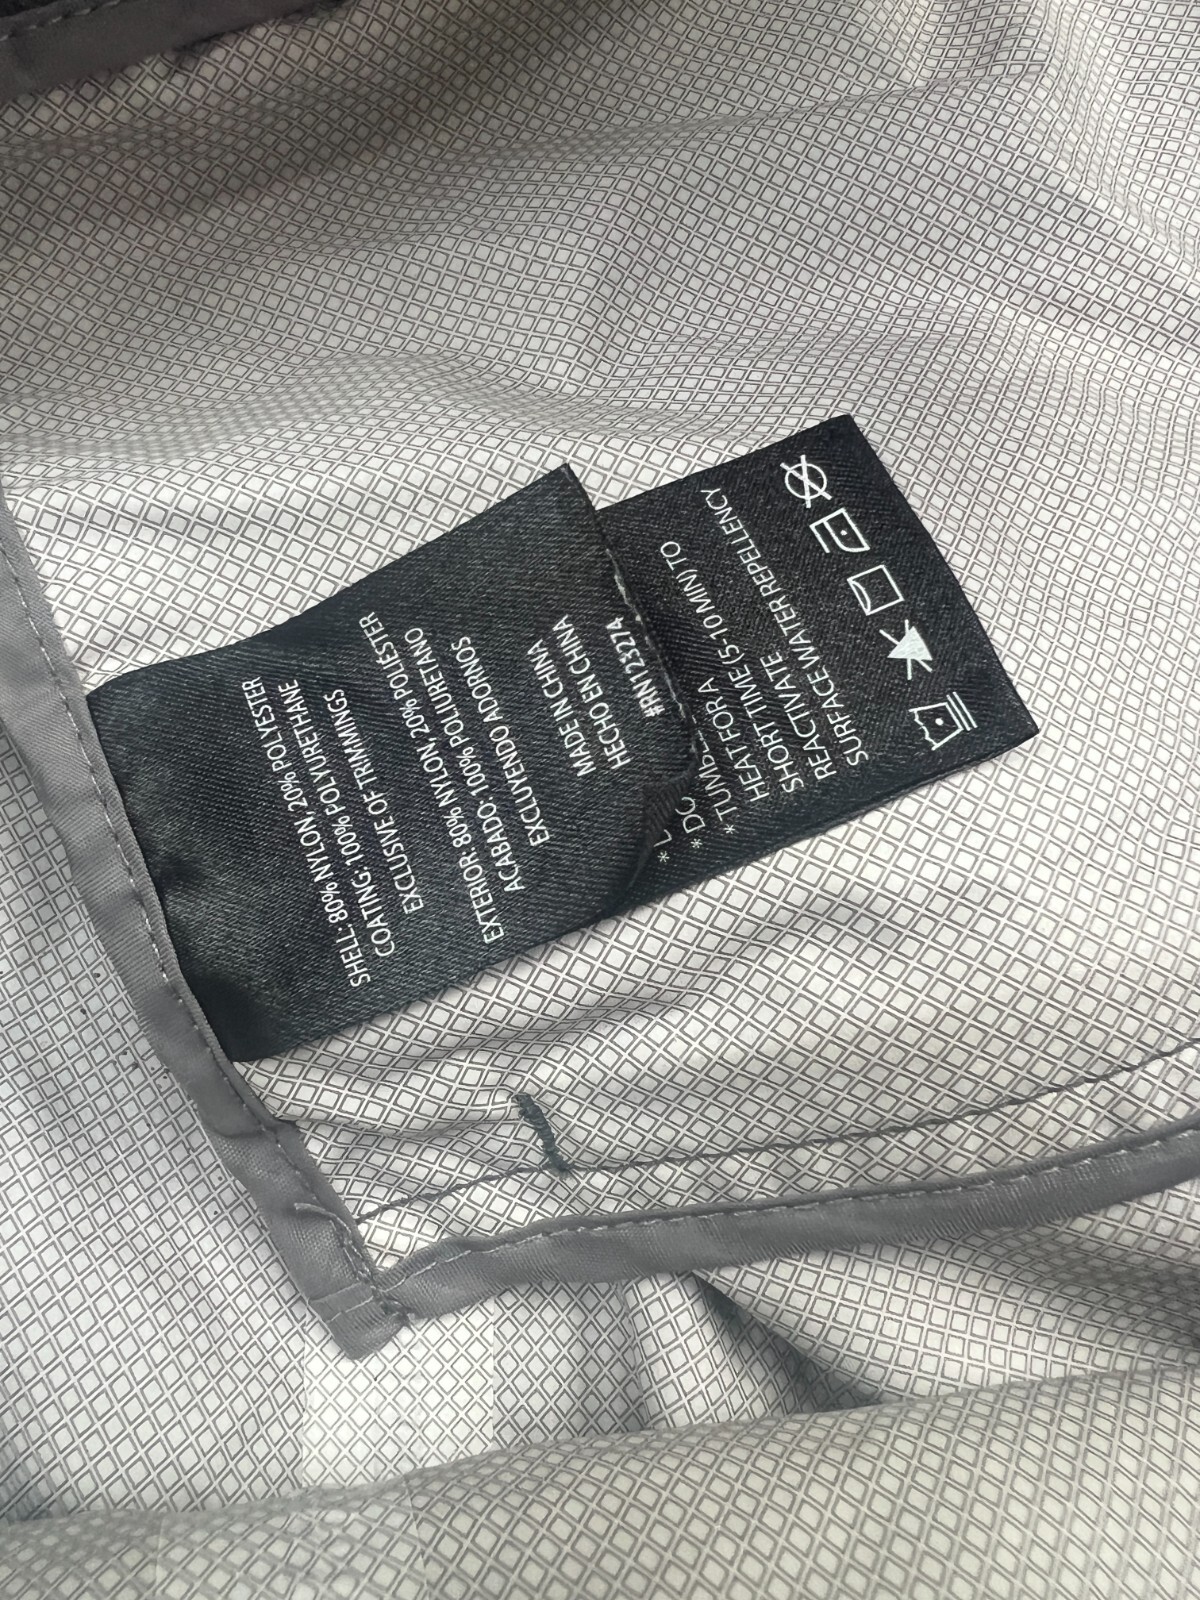 SHELL: 80% NYLON 20% POLYESTER
COATING: 100% POLYURETHANE
EXCLUSIVE OF TRIMMINGS
EXTERIOR: 80% NYLON 20% POLIESTER
ACABADO: 100% POLIURETANO
EXCLUYENDO ADORNOS
MADE IN CHINA
HECHO EN CHINA
#RN123274
*
*
*TUMBLE
HEAT FOR A
SHORT TIME (5-10 MIN) TO
REACTIVATE
SURFACE WATER REPELLENCY